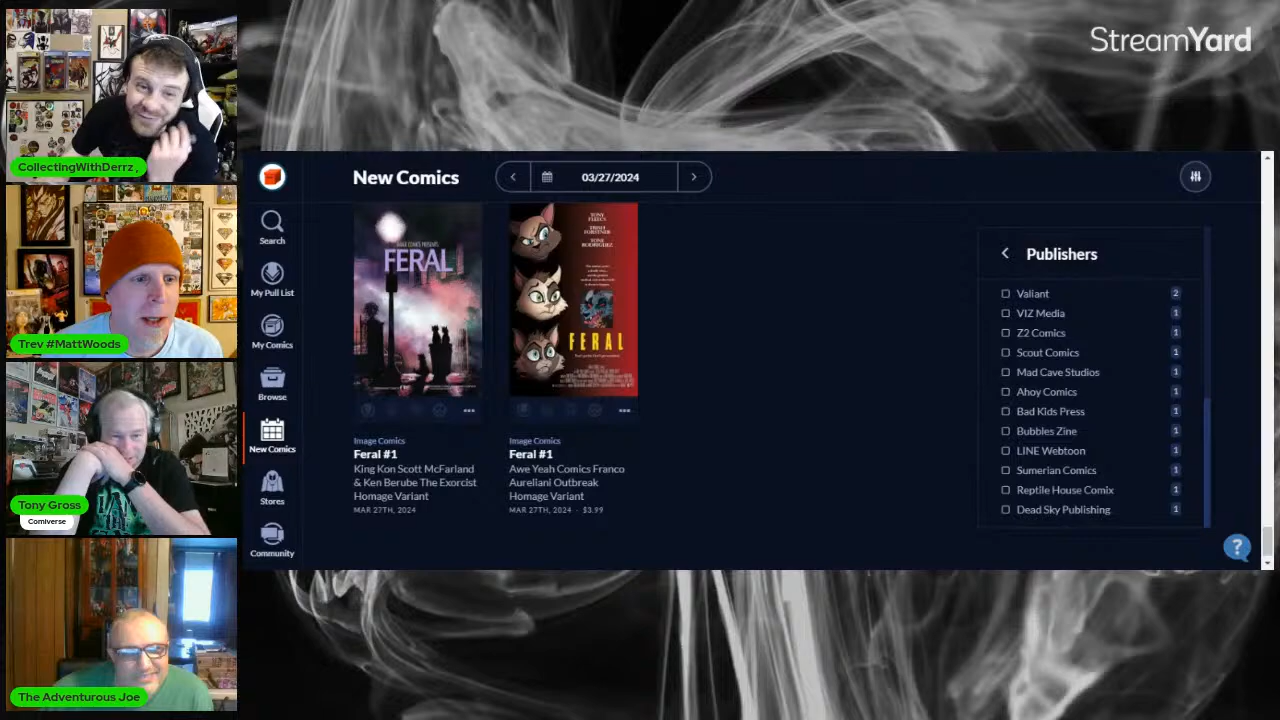 StreamYard
CollectingWithDerrz ,
Trev #MattWoods
Tony Gross
Comiverse
The Adventurous Joe
New Comics
03/27/2024
Search
My Pull List
My Comics
Browse
New Comics
Stores
Community
FERAL
FERAL
Image Comics
Feral #1
King Kon Scott McFarland
& Ken Berube The Exorcist
Homage Variant
MAR 27TH, 2024
Image Comics
Feral #1
Awe Yeah Comics Franco
Aureliani Outbreak
Homage Variant
MAR 27TH, 2024 · $3.99
Publishers
Valiant 2
VIZ Media 1
Z2 Comics 1
Scout Comics 1
Mad Cave Studios 1
Ahoy Comics 1
Bad Kids Press 1
Bubbles Zine 1
LINE Webtoon 1
Sumerian Comics 1
Reptile House Comix 1
Dead Sky Publishing 1
?